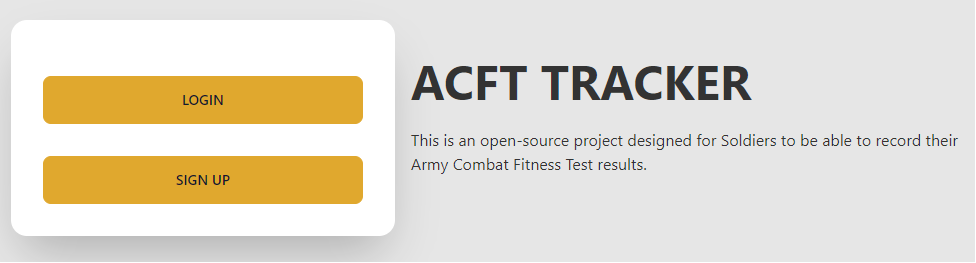 LOGIN
SIGN UP
ACFT TRACKER
This is an open-source project designed for Soldiers to be able to record their
Army Combat Fitness Test results.